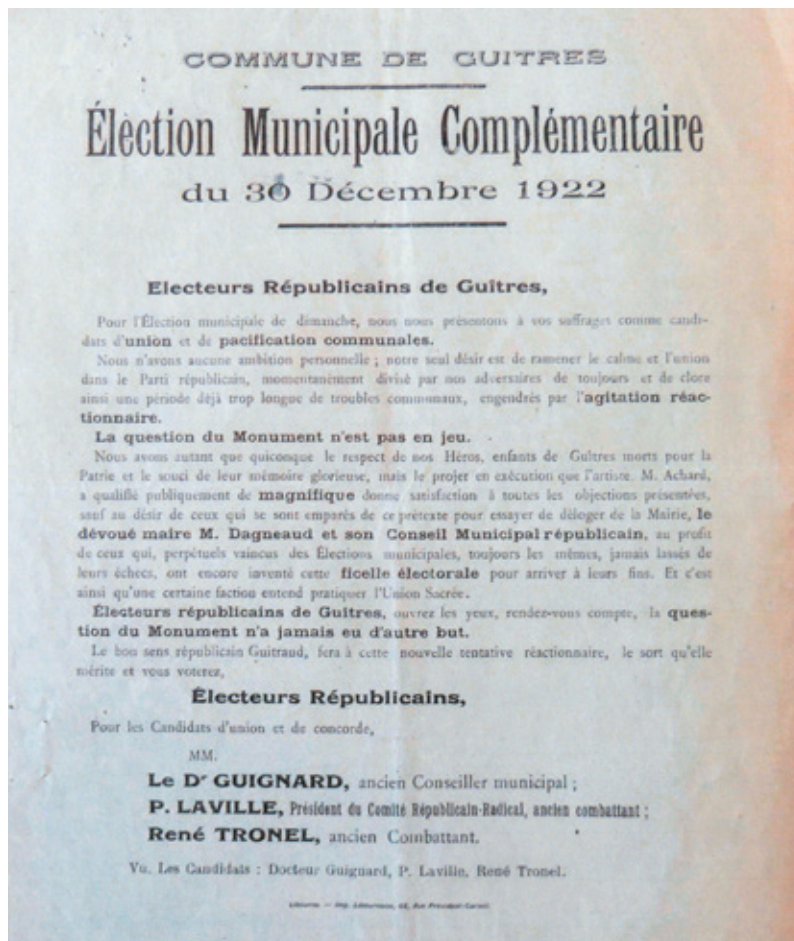 COMMUNE DE GUITRES
Élection Municipale Complémentaire
du 30 Décembre 1922
Electeurs Républicains de Guîtres,
Pour l'Élection municipale de dimanche, nous nous présentons à vos suffrages comme candi-
dats d'union et de pacification communales.
Nous n'avons aucune ambition personnelle ; notre seul désir est de ramener le calme et l'union
dans le Parti républicain, momentanément divisé par nos adversaires de toujours et de clore
ainsi une période déjà trop longue de troubles communaux, engendrés par l'agitation réac-
tionnaire.
La question du Monument n'est pas en jeu.
Nous avons autant que quiconque le respect de nos Héros, enfants de Guîtres morts pour la
Patrie et le souci de leur mémoire glorieuse, mais le projet en exécution que l'artiste M. Achard,
a qualifié publiquement de magnifique donne satisfaction à toutes les objections présentées,
sauf au désir de ceux qui se sont emparés de ce prétexte pour essayer de déloger de la Mairie, le
dévoué maire M. Dagneaud et son Conseil Municipal républicain, au profit
de ceux qui, perpétuels vaincus des Élections municipales, toujours les mêmes, jamais lassés de
leurs échecs, ont encore inventé cette ficelle électorale pour arriver à leurs fins. Et c'est
ainsi qu'une certaine faction entend pratiquer l'Union Sacrée.
Électeurs républicains de Guîtres, ouvrez les yeux, rendez-vous compte, la ques-
tion du Monument n'a jamais eu d'autre but.
Le bon sens républicain Guitraud, fera à cette nouvelle tentative réactionnaire, le sort qu'elle
mérite et vous voterez,
Électeurs Républicains,
Pour les Candidats d'union et de concorde,
MM.
Le Dr GUIGNARD, ancien Conseiller municipal ;
P. LAVILLE, Président du Comité Républicain-Radical, ancien combattant ;
René TRONEL, ancien Combattant.
Vu. Les Candidats : Docteur Guignard, P. Laville, René Tronel.
Libourne. — Imp.